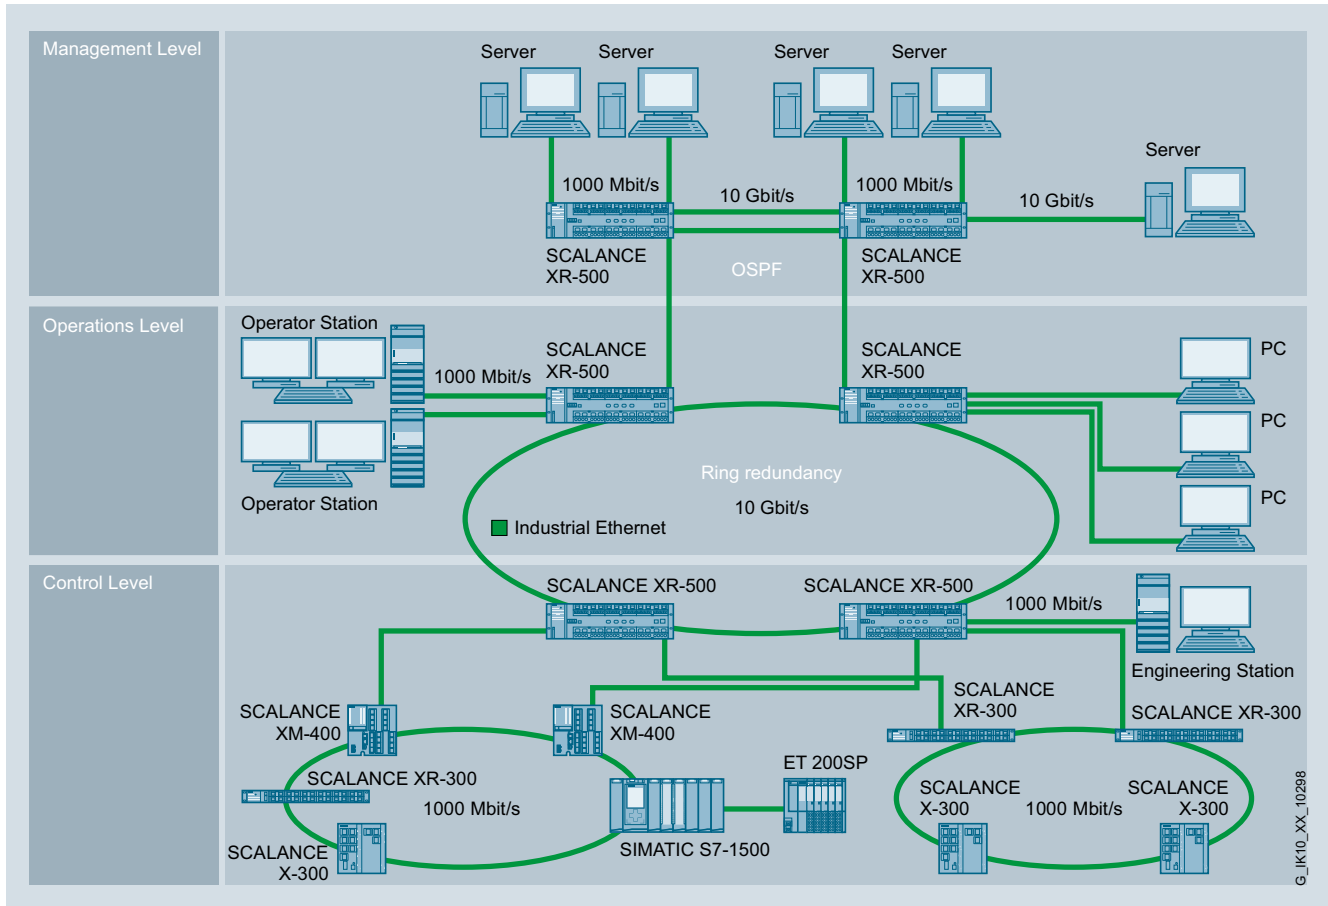 Management Level
Server
Server
Server
Server
Server
1000 Mbit/s
10 Gbit/s
1000 Mbit/s
10 Gbit/s
SCALANCE
XR-500
OSPF
SCALANCE
XR-500
Operations Level
Operator Station
1000 Mbit/s
SCALANCE
XR-500
SCALANCE
XR-500
PC
PC
PC
Operator Station
Ring redundancy
10 Gbit/s
Industrial Ethernet
Control Level
SCALANCE XR-500
SCALANCE XR-500
1000 Mbit/s
Engineering Station
SCALANCE
XM-400
SCALANCE
XM-400
SCALANCE
XR-300
SCALANCE XR-300
SCALANCE XR-300
1000 Mbit/s
ET 200SP
SCALANCE
X-300
SIMATIC S7-1500
SCALANCE
X-300
1000 Mbit/s
SCALANCE
X-300
G_IK10_XX_10298